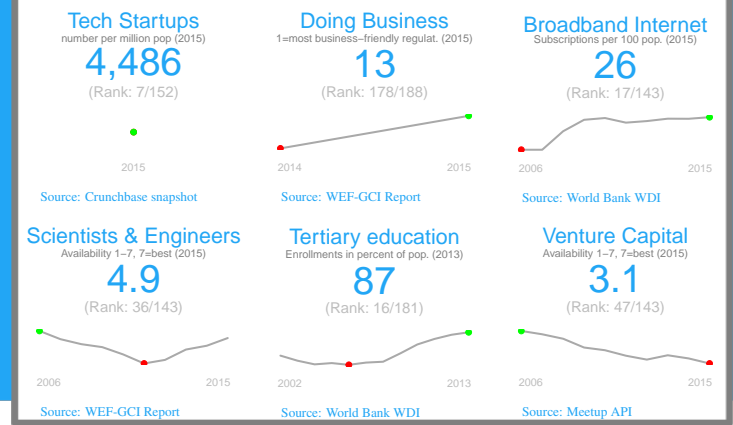 Tech Startups
number per million pop (2015)
4,486
(Rank: 7/152)
2015
Source: Crunchbase snapshot
Doing Business
1=most business−friendly regulat. (2015)
13
(Rank: 178/188)
2014 2015
Source: WEF-GCI Report
Broadband Internet
Subscriptions per 100 pop. (2015)
26
(Rank: 17/143)
2006 2015
Source: World Bank WDI
Scientists & Engineers
Availability 1−7, 7=best (2015)
4.9
(Rank: 36/143)
2006 2015
Source: WEF-GCI Report
Tertiary education
Enrollments in percent of pop. (2013)
87
(Rank: 16/181)
2002 2013
Source: World Bank WDI
Venture Capital
Availability 1−7, 7=best (2015)
3.1
(Rank: 47/143)
2006 2015
Source: Meetup API